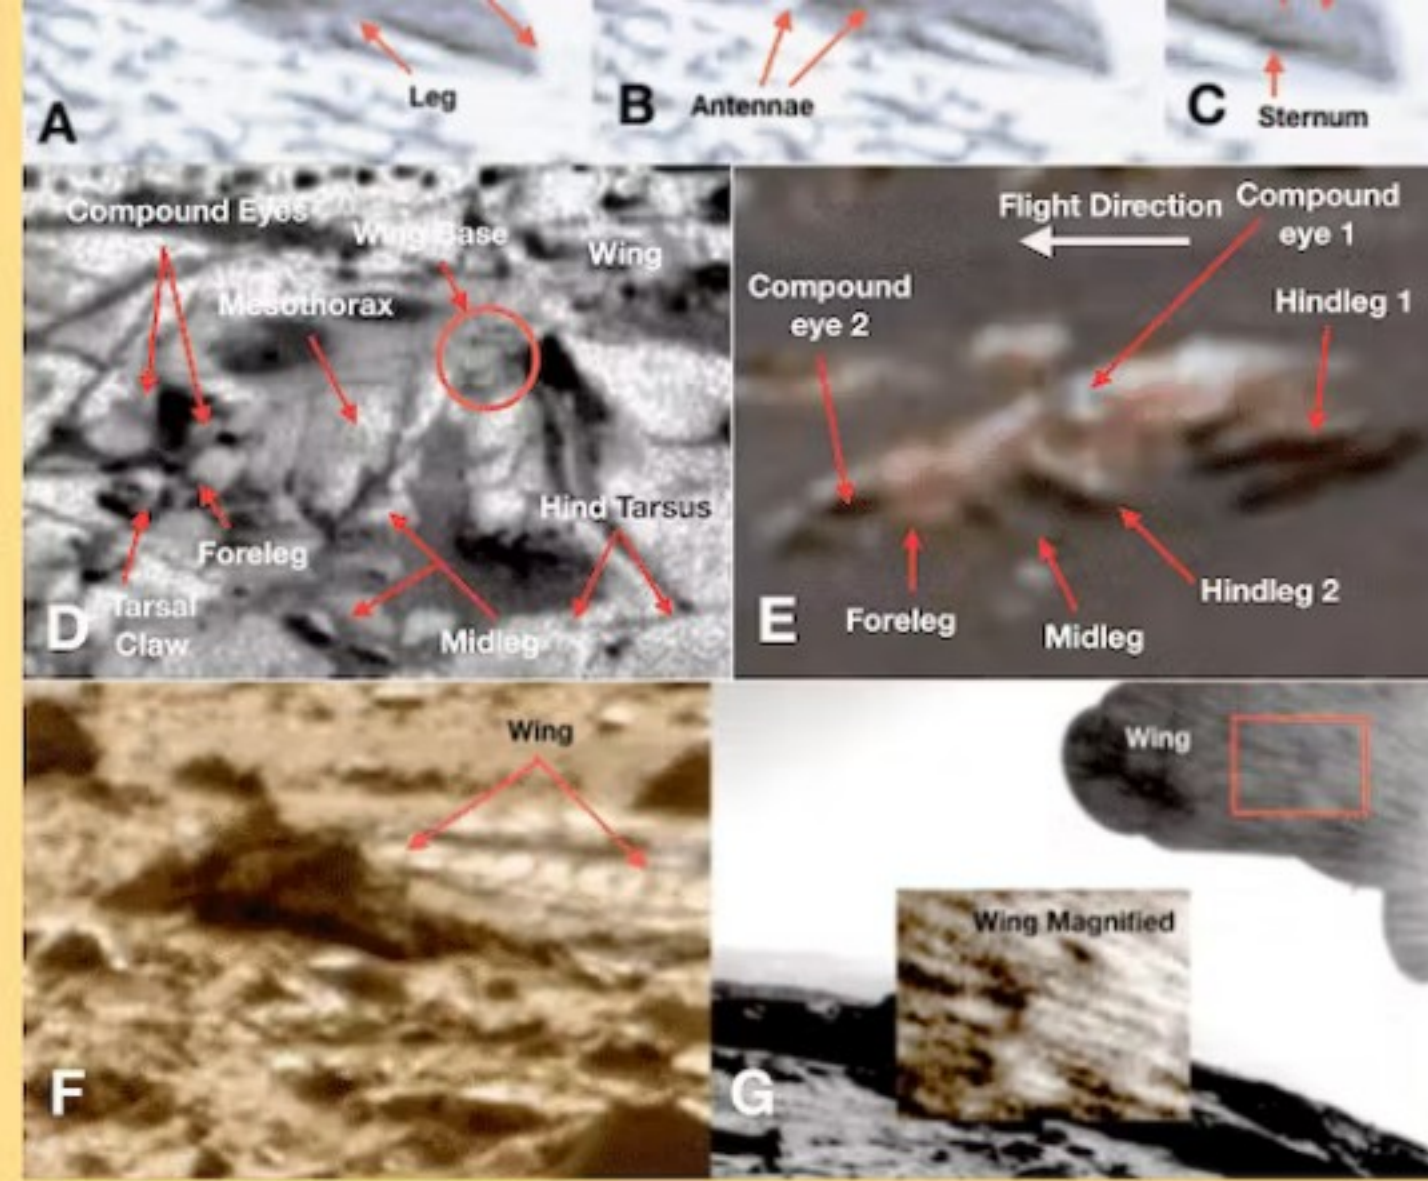 Leg
A
Antennae
B
Sternum
C
Compound Eyes
Wing Base
Wing
Mesothorax
Hind Tarsus
Foreleg
Tarsal
Claw
Midleg
D
Flight Direction
Compound
eye 1
Compound
eye 2
Hindleg 1
Hindleg 2
Foreleg
Midleg
E
Wing
F
Wing
Wing Magnified
G